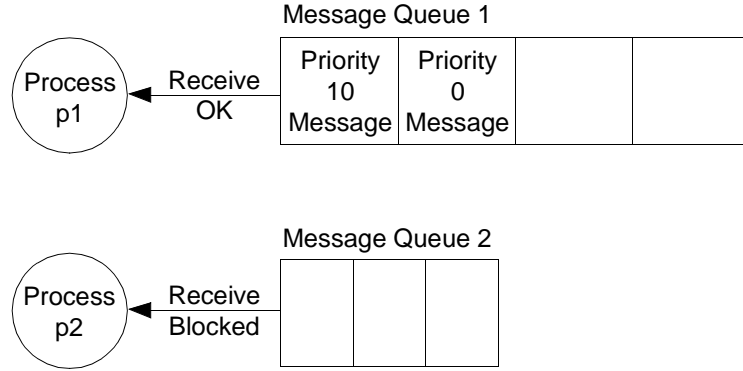 Message Queue 1
Process
p1
Receive
OK
Priority
10
Message
Priority
0
Message
Message Queue 2
Process
p2
Receive
Blocked